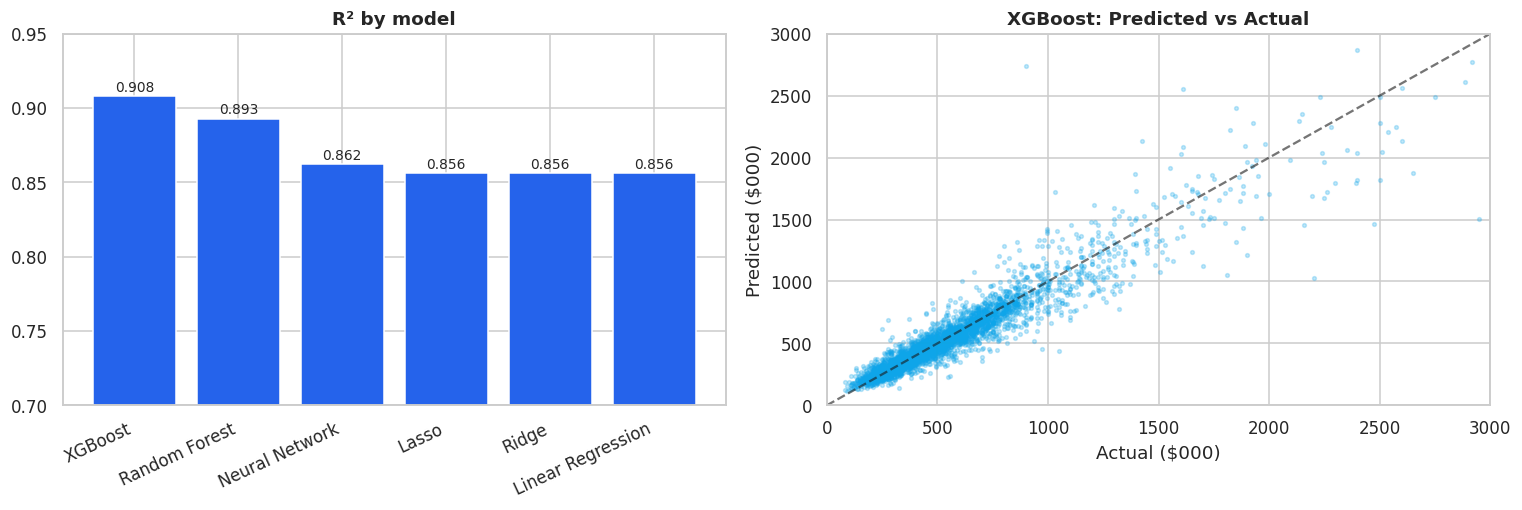 R² by model
0.95
0.90
0.85
0.80
0.75
0.70
0.908
0.893
0.862
0.856
0.856
0.856
XGBoost
Random Forest
Neural Network
Lasso
Ridge
Linear Regression
XGBoost: Predicted vs Actual
Predicted ($000)
3000
2500
2000
1500
1000
500
0
0 500 1000 1500 2000 2500 3000
Actual ($000)